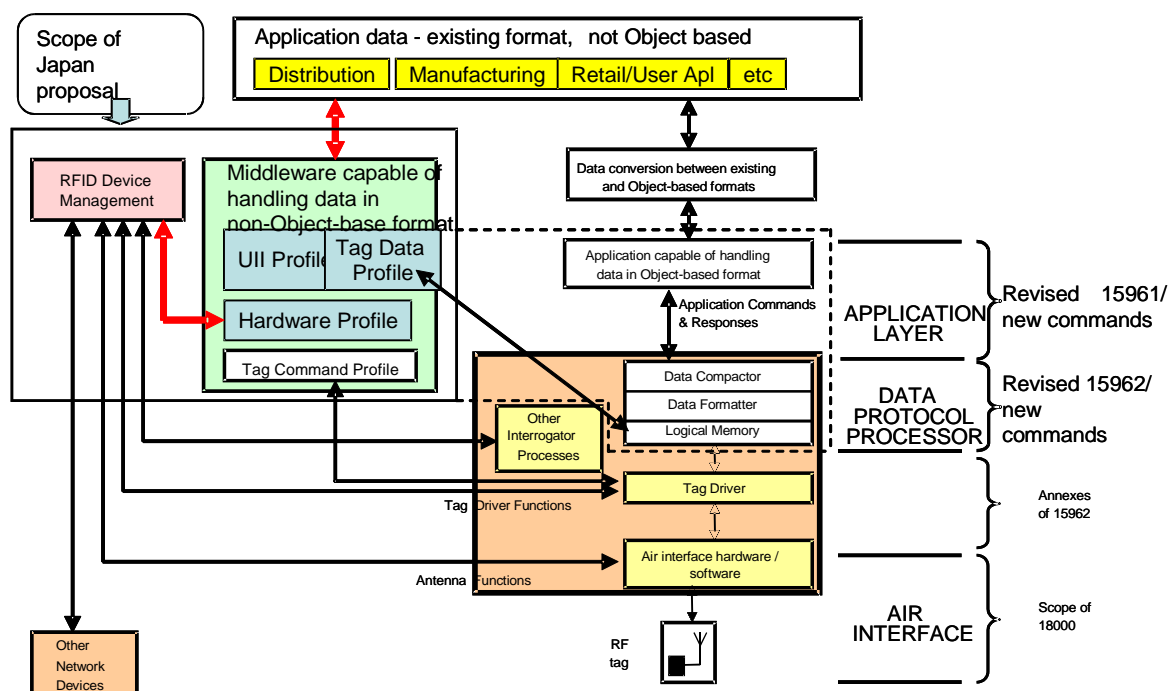 Scope of
Japan
proposal
Application data - existing format, not Object based
Distribution
Manufacturing
Retail/User Apl
etc
RFID Device
Management
Middleware capable of
handling data in
non-Object-base format
UII Profile
Tag Data
Profile
Hardware Profile
Tag Command Profile
Data conversion between existing
and Object-based formats
Application capable of handling
data in Object-based format
Application Commands
& Responses
APPLICATION
LAYER
Revised 15961/
new commands
Data Compactor
Data Formatter
Logical Memory
DATA
PROTOCOL
PROCESSOR
Revised 15962/
new
commands
Other
Interrogator
Processes
Tag Driver
Tag Driver Functions
Annexes
of 15962
Air interface hardware /
software
Antenna Functions
AIR
INTERFACE
Scope of
18000
RF
tag
Other
Network
Devices